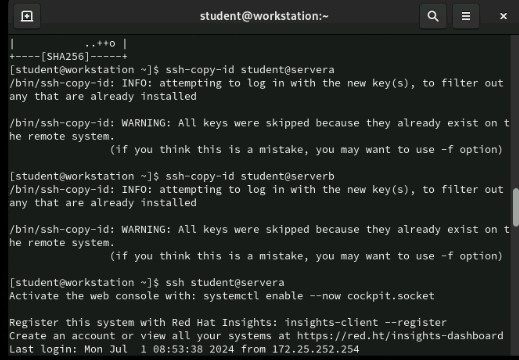 student@workstation:~
|           ..++o |
+----[SHA256]-----+
[student@workstation ~]$ ssh-copy-id student@servera
/bin/ssh-copy-id: INFO: attempting to log in with the new key(s), to filter out
any that are already installed
/bin/ssh-copy-id: WARNING: All keys were skipped because they already exist on t
he remote system.
                (if you think this is a mistake, you may want to use -f option)
[student@workstation ~]$ ssh-copy-id student@serverb
/bin/ssh-copy-id: INFO: attempting to log in with the new key(s), to filter out
any that are already installed
/bin/ssh-copy-id: WARNING: All keys were skipped because they already exist on t
he remote system.
                (if you think this is a mistake, you may want to use -f option)
[student@workstation ~]$ ssh student@servera
Activate the web console with: systemctl enable --now cockpit.socket
Register this system with Red Hat Insights: insights-client --register
Create an account or view all your systems at https://red.ht/insights-dashboard
Last login: Mon Jul  1 08:53:38 2024 from 172.25.252.254